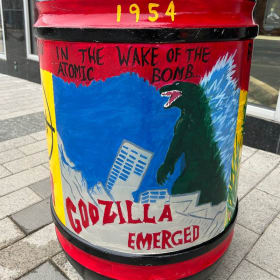 1954
IN THE WAKE OF THE
ATOMIC BOMB
GODZILLA
EMERGED